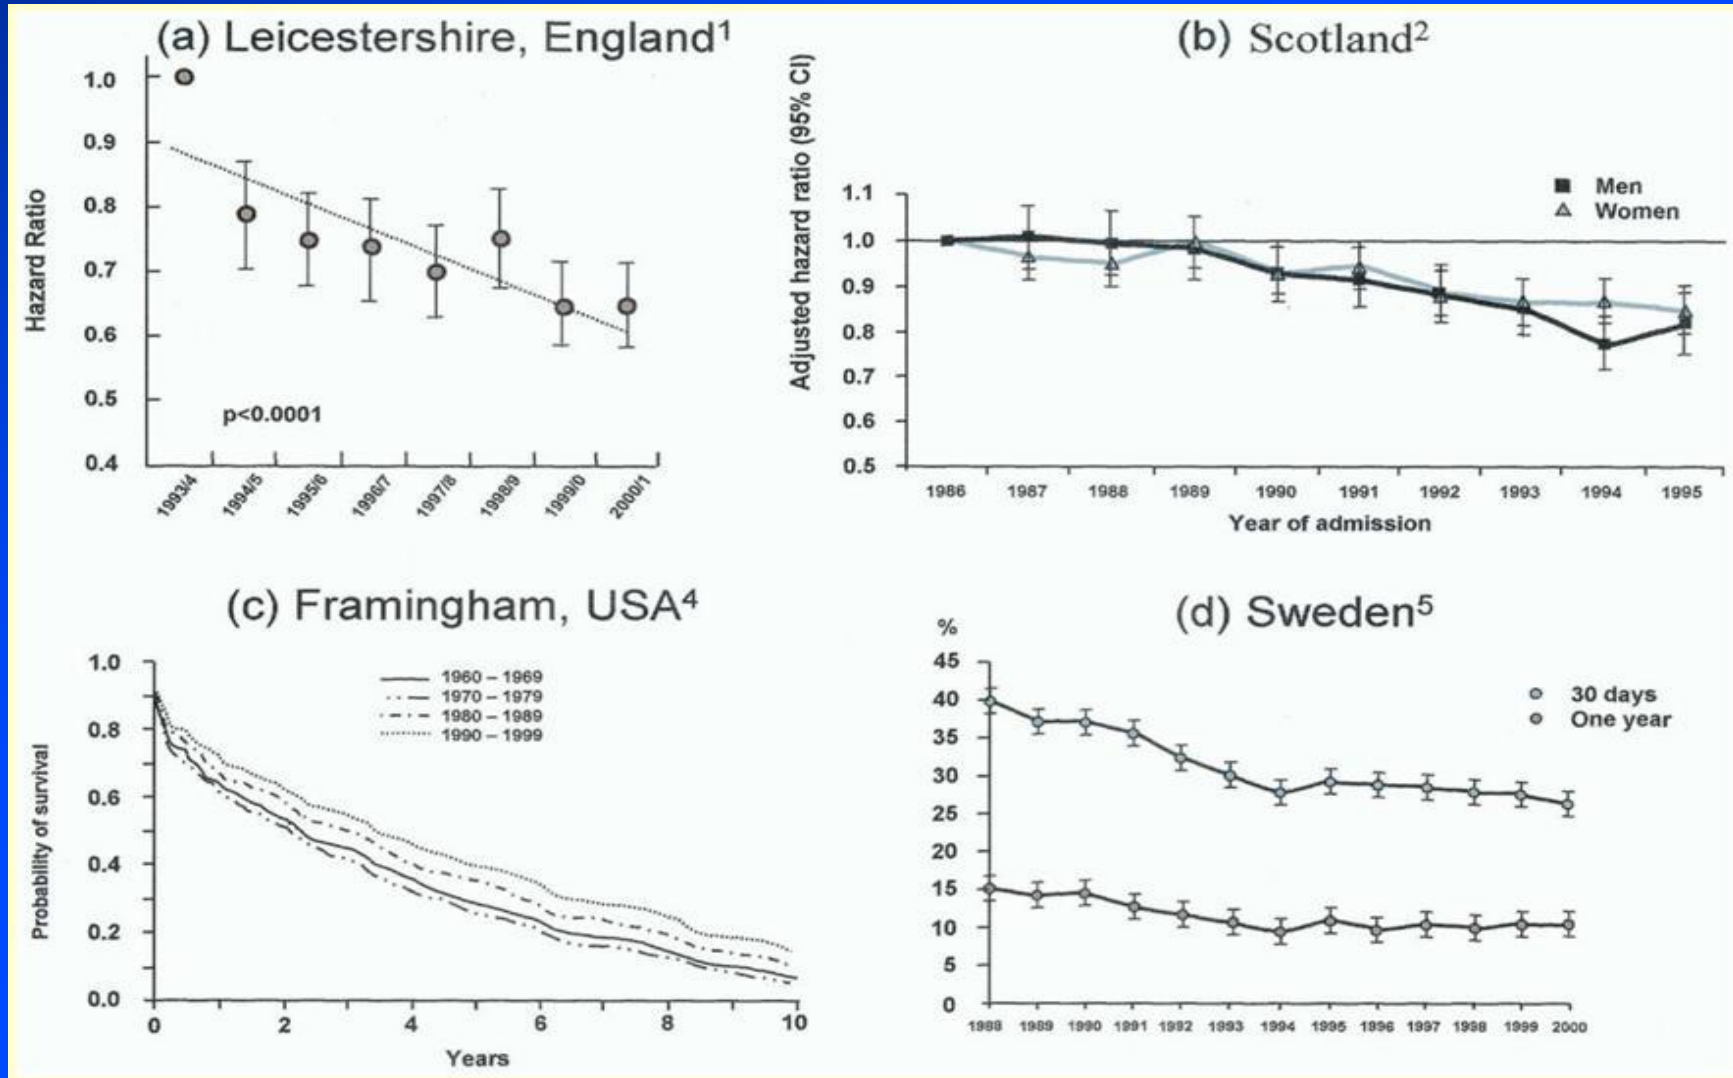 (a) Leicestershire, England¹
Hazard Ratio
1.0
0.9
0.8
0.7
0.6
0.5
0.4
p<0.0001
1993/4 1994/5 1995/6 1996/7 1997/8 1998/9 1999/0 2000/1
(b) Scotland²
Adjusted hazard ratio (95% CI)
1.1
1.0
0.9
0.8
0.7
0.6
0.5
Men
Women
1986 1987 1988 1989 1990 1991 1992 1993 1994 1995
Year of admission
(c) Framingham, USA⁴
Probability of survival
1.0
0.8
0.6
0.4
0.2
0.0
1960 – 1969
1970 – 1979
1980 – 1989
1990 – 1999
0 2 4 6 8 10
Years
(d) Sweden⁵
%
45
40
35
30
25
20
15
10
5
0
30 days
One year
1988 1989 1990 1991 1992 1993 1994 1995 1996 1997 1998 1999 2000